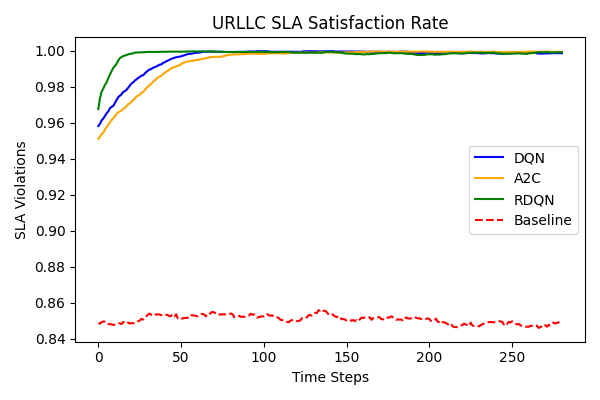 URLLC SLA Satisfaction Rate
SLA Violations
1.00
0.98
0.96
0.94
0.92
0.90
0.88
0.86
0.84
DQN
A2C
RDQN
Baseline
0 50 100 150 200 250
Time Steps